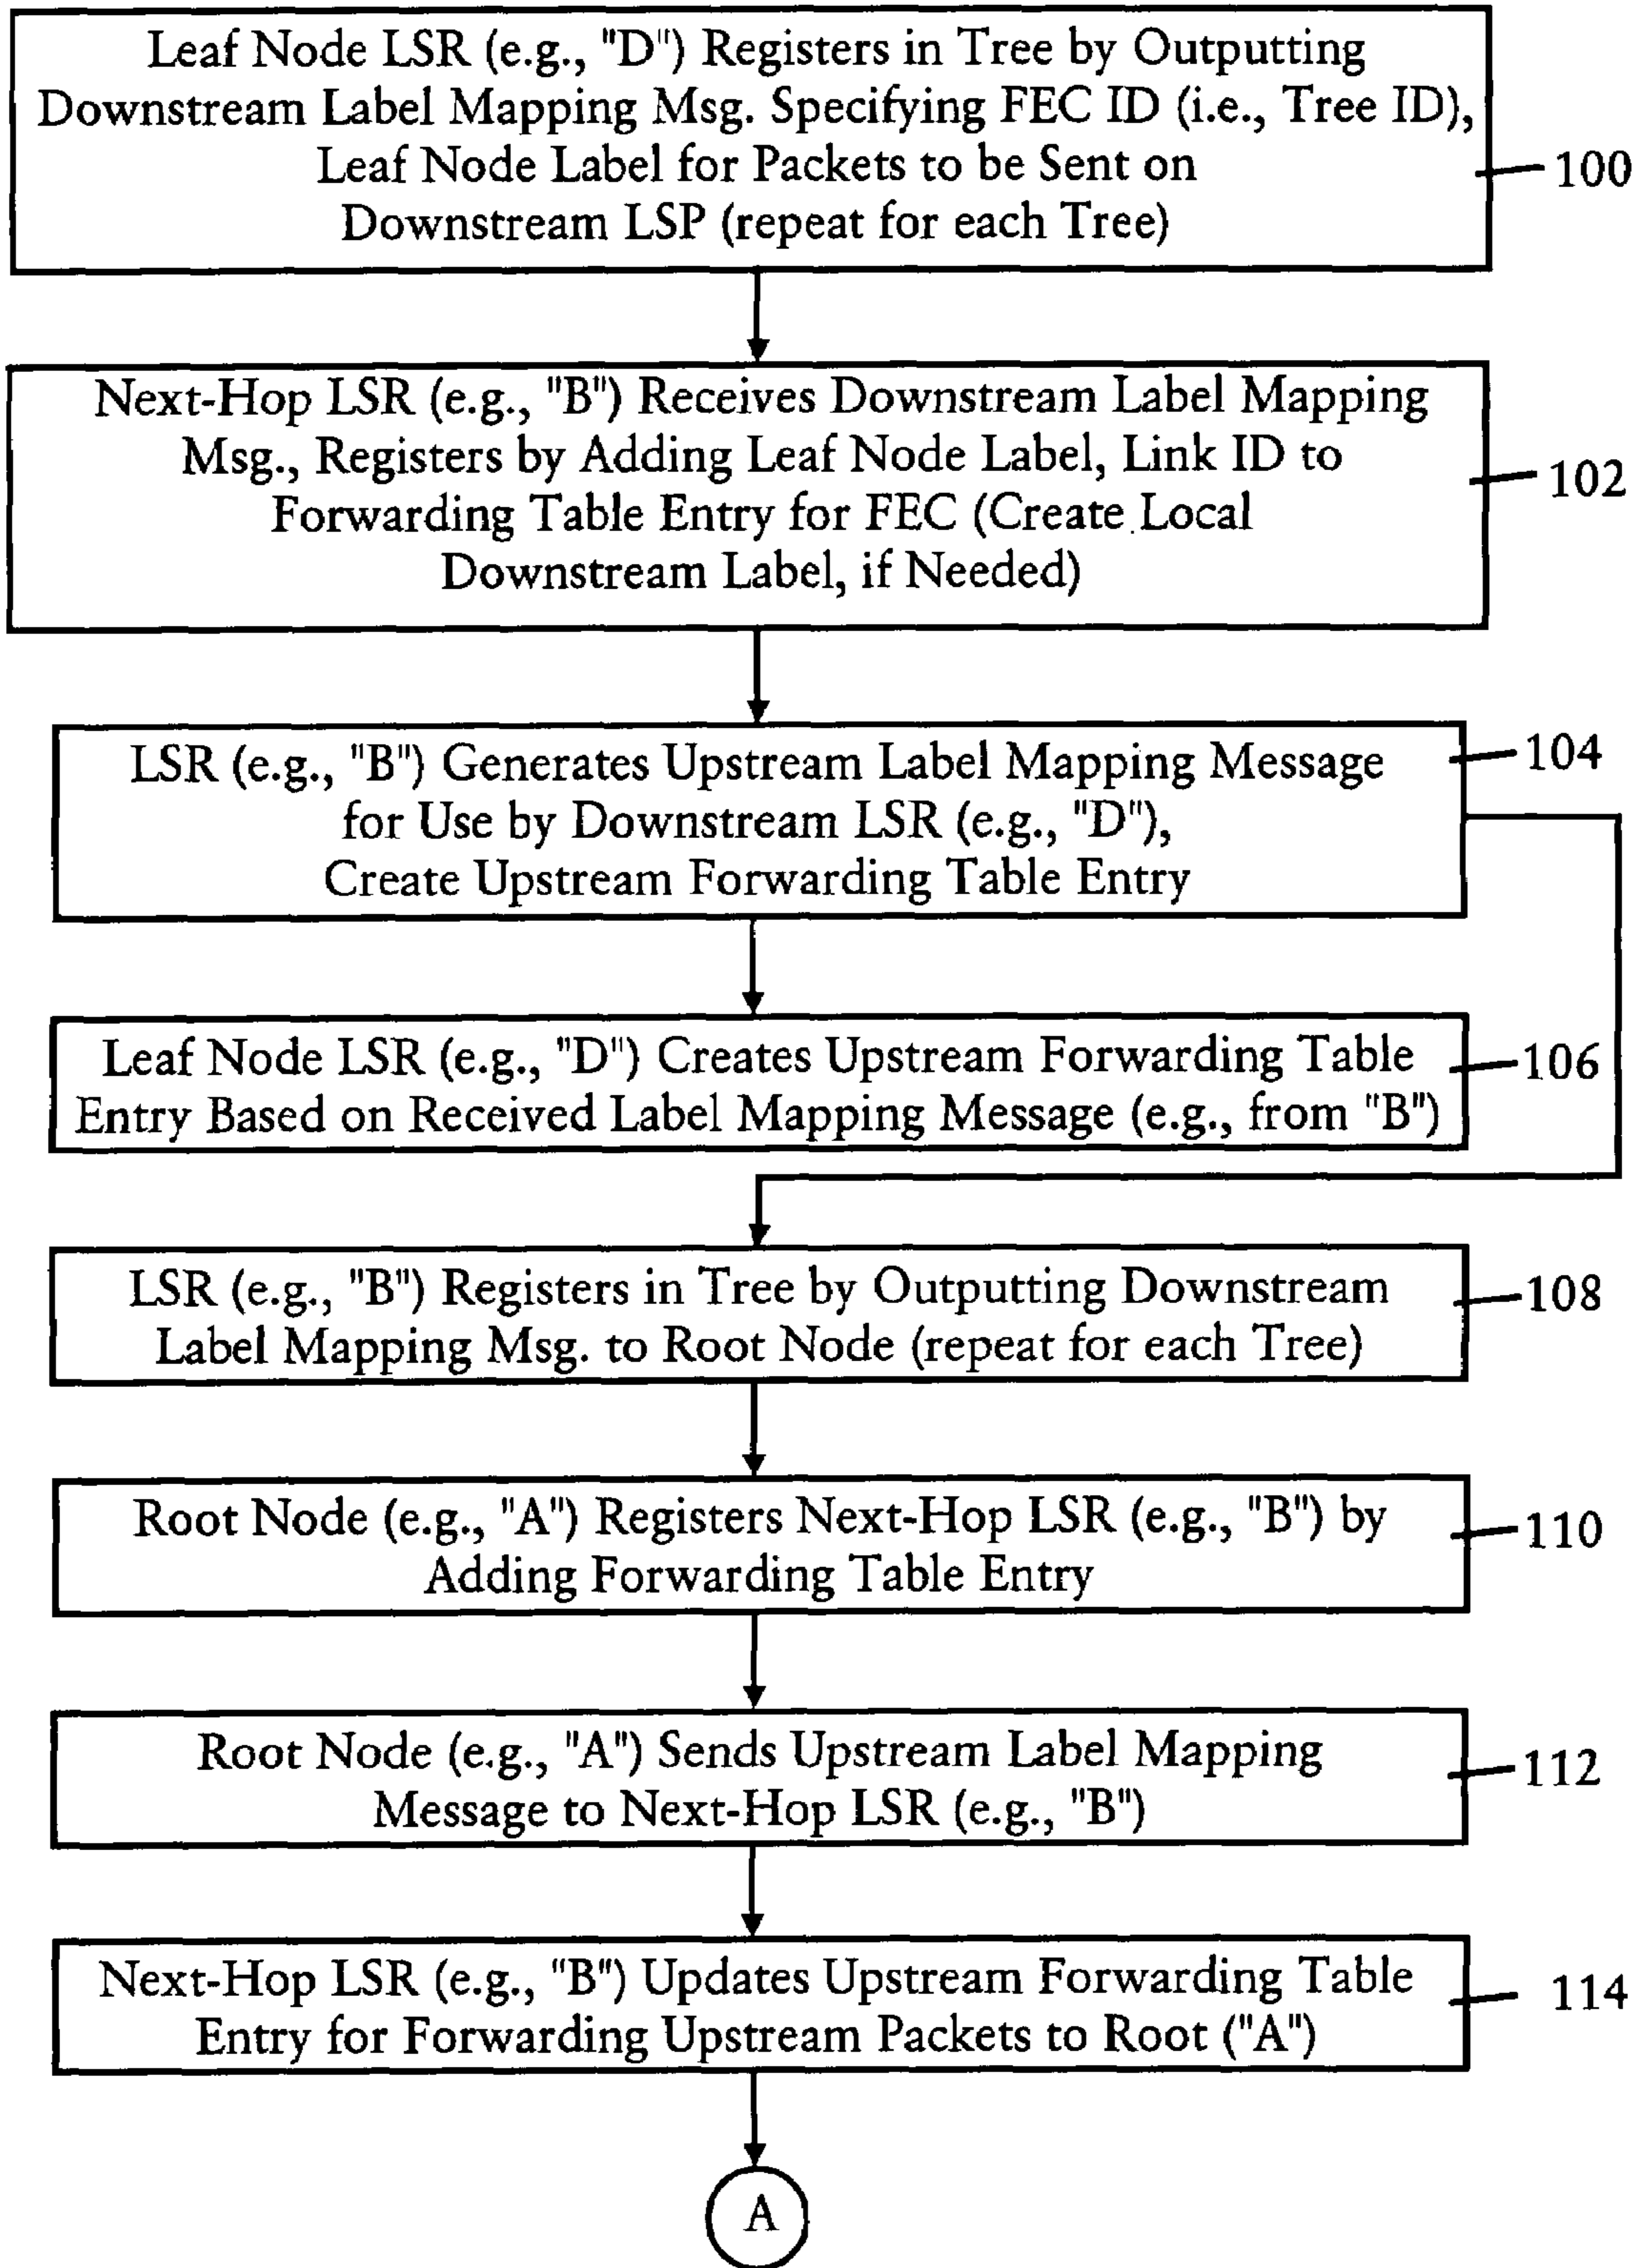 Leaf Node LSR (e.g., "D") Registers in Tree by Outputting
Downstream Label Mapping Msg. Specifying FEC ID (i.e., Tree ID),
Leaf Node Label for Packets to be Sent on
Downstream LSP (repeat for each Tree)
100
Next-Hop LSR (e.g., "B") Receives Downstream Label Mapping
Msg., Registers by Adding Leaf Node Label, Link ID to
Forwarding Table Entry for FEC (Create Local
Downstream Label, if Needed)
102
LSR (e.g., "B") Generates Upstream Label Mapping Message
for Use by Downstream LSR (e.g., "D"),
Create Upstream Forwarding Table Entry
104
Leaf Node LSR (e.g., "D") Creates Upstream Forwarding Table
Entry Based on Received Label Mapping Message (e.g., from "B")
106
LSR (e.g., "B") Registers in Tree by Outputting Downstream
Label Mapping Msg. to Root Node (repeat for each Tree)
108
Root Node (e.g., "A") Registers Next-Hop LSR (e.g., "B") by
Adding Forwarding Table Entry
110
Root Node (e.g., "A") Sends Upstream Label Mapping
Message to Next-Hop LSR (e.g., "B")
112
Next-Hop LSR (e.g., "B") Updates Upstream Forwarding Table
Entry for Forwarding Upstream Packets to Root ("A")
114
A